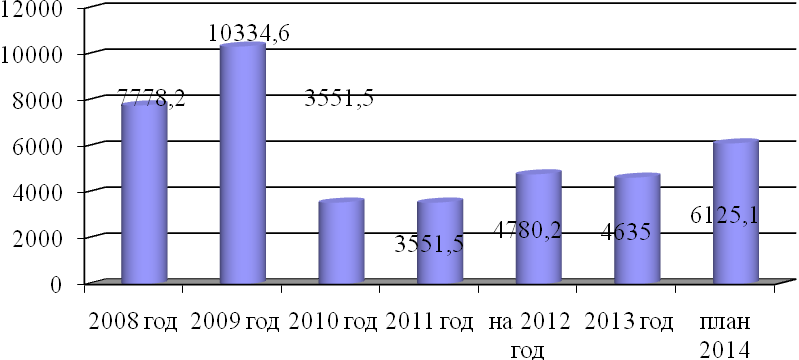 12000
10000
8000
6000
4000
2000
0
10334,6
7778,2
3551,5
3551,5
4780,2
4635
6125,1
2008 год
2009 год
2010 год
2011 год
на 2012
год
2013 год
план
2014